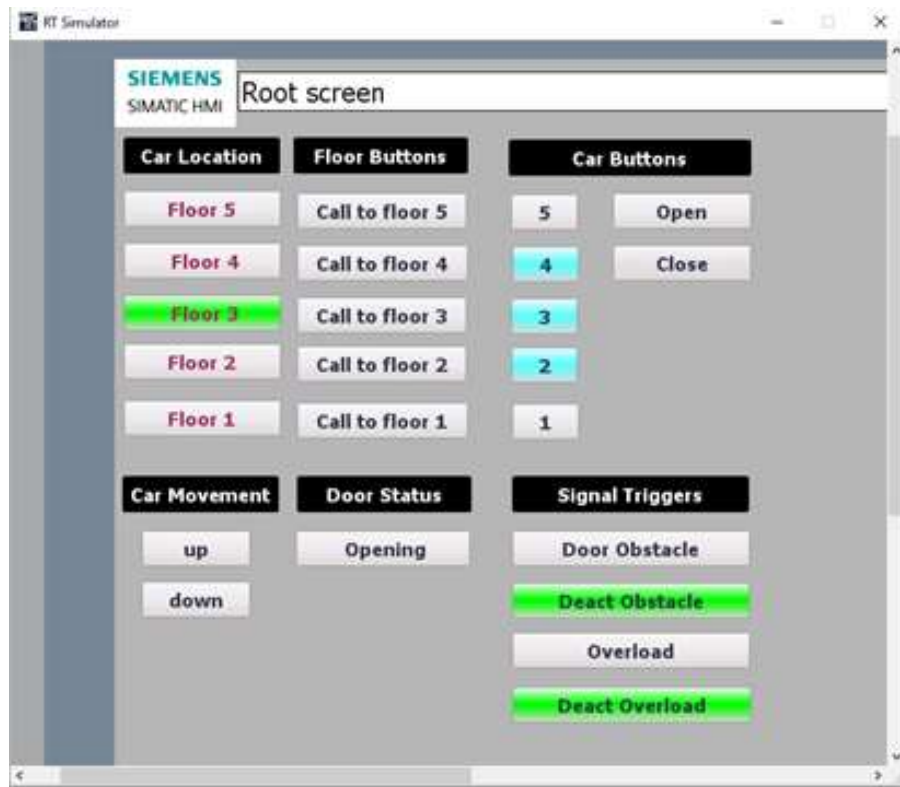 RT Simulator
SIEMENS
SIMATIC HMI
Root screen
Car Location
Floor Buttons
Car Buttons
Floor 5
Call to floor 5
5
Open
Floor 4
Call to floor 4
4
Close
Floor 3
Call to floor 3
3
Floor 2
Call to floor 2
2
Floor 1
Call to floor 1
1
Car Movement
Door Status
Signal Triggers
up
Opening
Door Obstacle
down
Deact Obstacle
Overload
Deact Overload